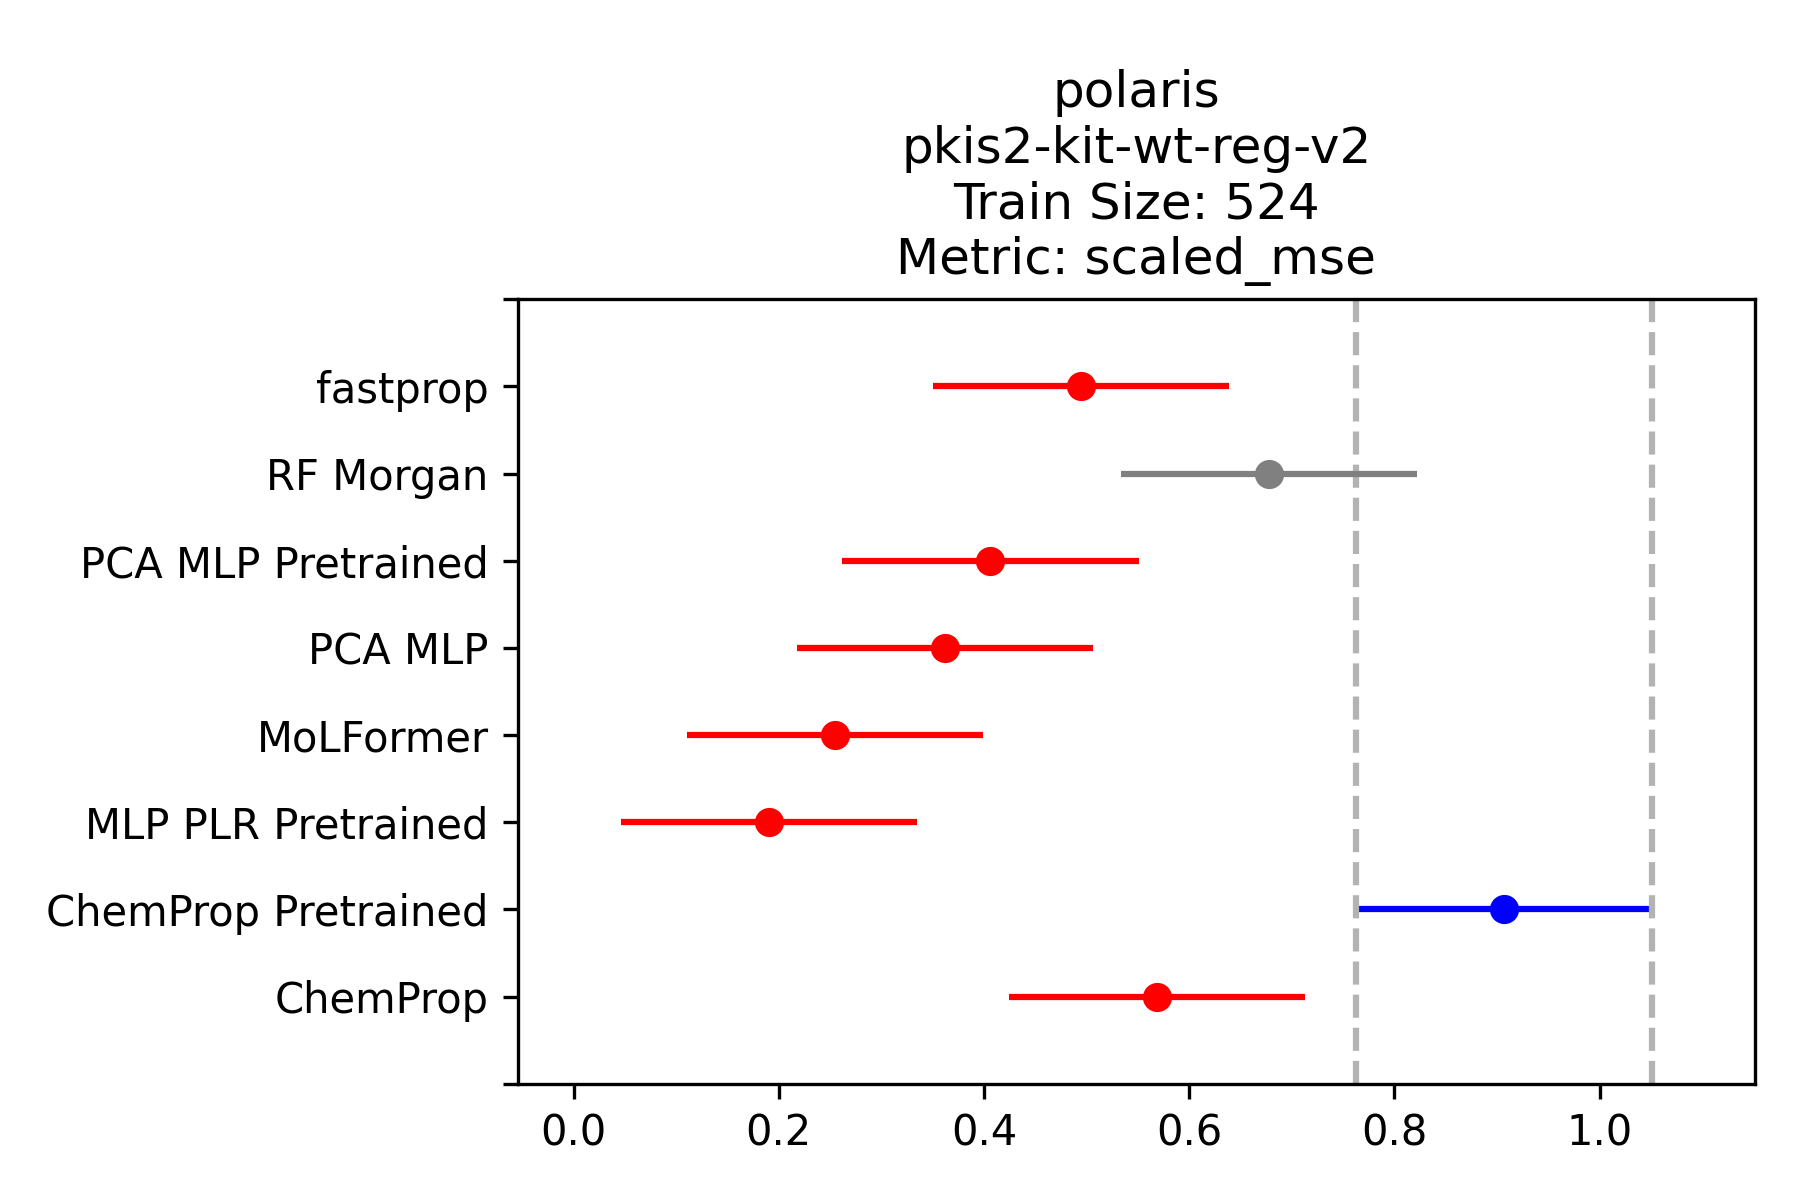 polaris
pkis2-kit-wt-reg-v2
Train Size: 524
Metric: scaled_mse
fastprop
RF Morgan
PCA MLP Pretrained
PCA MLP
MoLFormer
MLP PLR Pretrained
ChemProp Pretrained
ChemProp
0.0 0.2 0.4 0.6 0.8 1.0